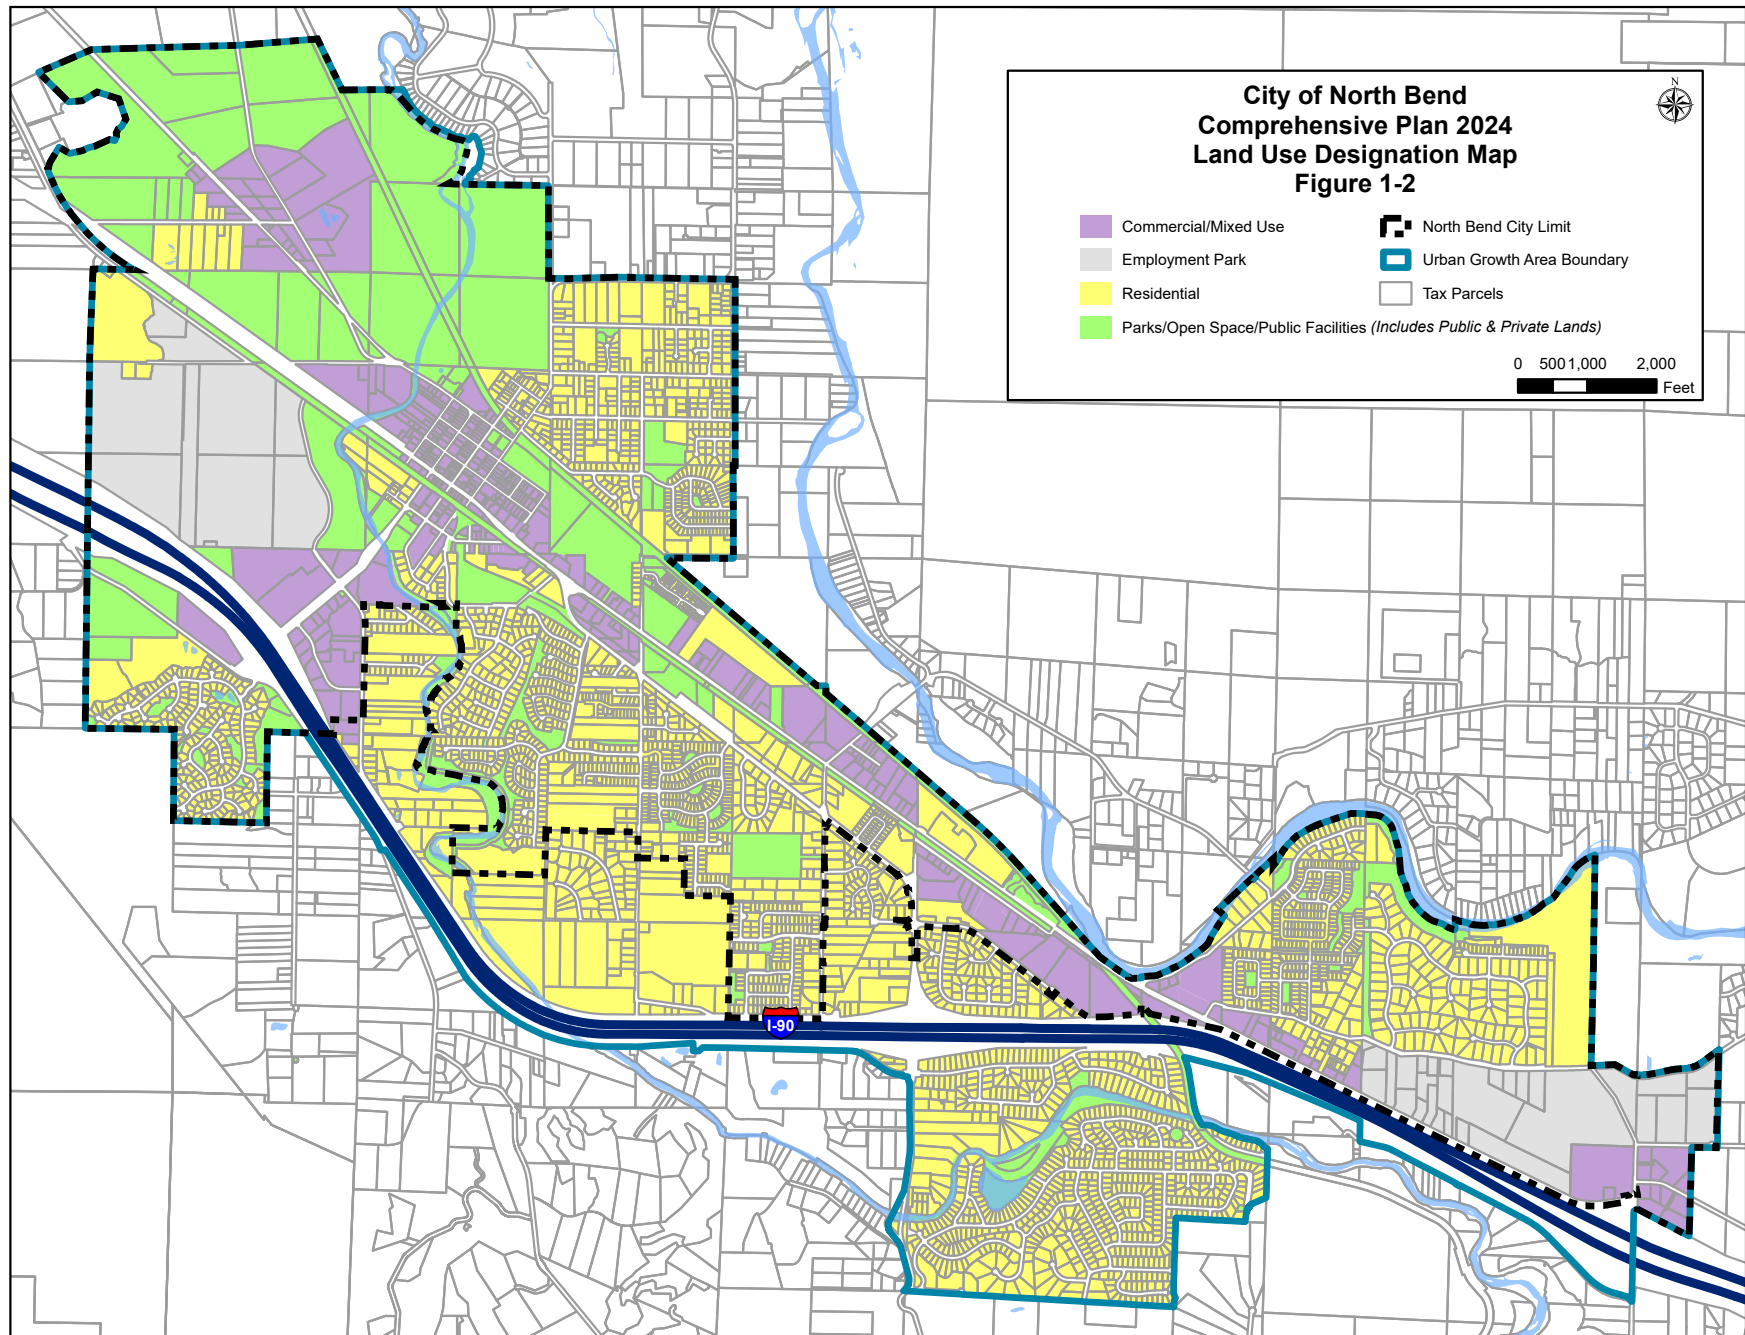 City of North Bend
Comprehensive Plan 2024
Land Use Designation Map
Figure 1-2
N
Commercial/Mixed Use
North Bend City Limit
Employment Park
Urban Growth Area Boundary
Residential
Tax Parcels
Parks/Open Space/Public Facilities (Includes Public & Private Lands)
0 500 1,000 2,000
Feet
I-90